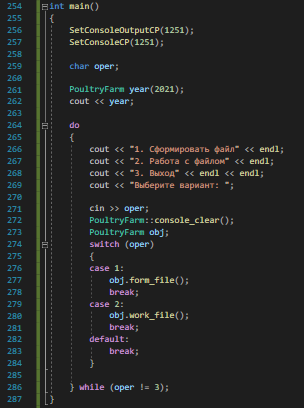 254 int main()
255 {
256 SetConsoleOutputCP(1251);
257 SetConsoleCP(1251);
258
259 char oper;
260
261 PoultryFarm year(2021);
262 cout << year;
263
264 do
265 {
266 cout << "1. Сформировать файл" << endl;
267 cout << "2. Работа с файлом" << endl;
268 cout << "3. Выход" << endl << endl;
269 cout << "Выберите вариант: ";
270
271 cin >> oper;
272 PoultryFarm::console_clear();
273 PoultryFarm obj;
274 switch (oper)
275 {
276 case 1:
277 obj.form_file();
278 break;
279 case 2:
280 obj.work_file();
281 break;
282 default:
283 break;
284 }
285
286 } while (oper != 3);
287 }